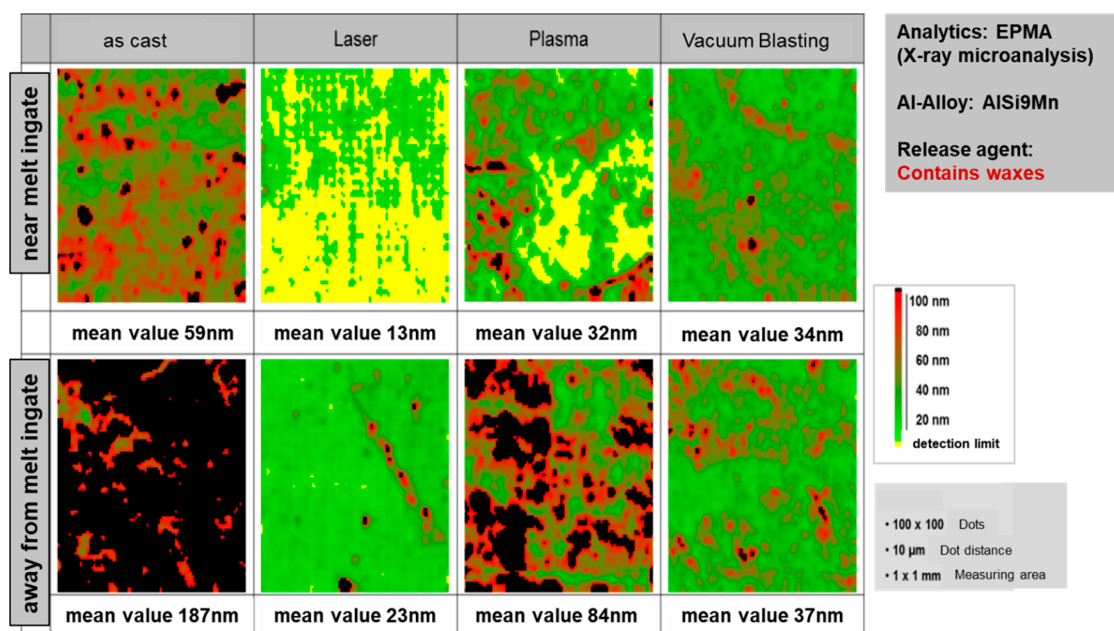 as cast
Laser
Plasma
Vacuum Blasting
near melt ingate
mean value 59nm
mean value 13nm
mean value 32nm
mean value 34nm
away from melt ingate
mean value 187nm
mean value 23nm
mean value 84nm
mean value 37nm
Analytics: EPMA
(X-ray microanalysis)
Al-Alloy: AlSi9Mn
Release agent:
Contains waxes
100 nm
80 nm
60 nm
40 nm
20 nm
detection limit
• 100 x 100 Dots
• 10 µm Dot distance
• 1 x 1 mm Measuring area